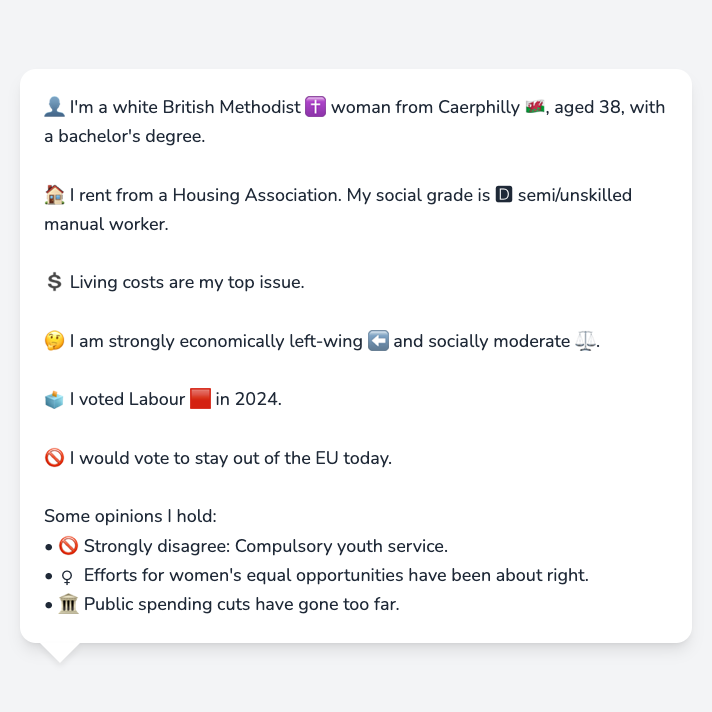 👤 I'm a white British Methodist ✝️ woman from Caerphilly 🏴󠁧󠁢󠁷󠁬󠁳󠁿, aged 38, with
a bachelor's degree.
🏠 I rent from a Housing Association. My social grade is 🅳 semi/unskilled
manual worker.
💲 Living costs are my top issue.
🤔 I am strongly economically left-wing ⬅️ and socially moderate ⚖️.
🗳️ I voted Labour 🟥 in 2024.
🚫 I would vote to stay out of the EU today.
Some opinions I hold:
• 🚫 Strongly disagree: Compulsory youth service.
• ♀ Efforts for women's equal opportunities have been about right.
• 🏛️ Public spending cuts have gone too far.